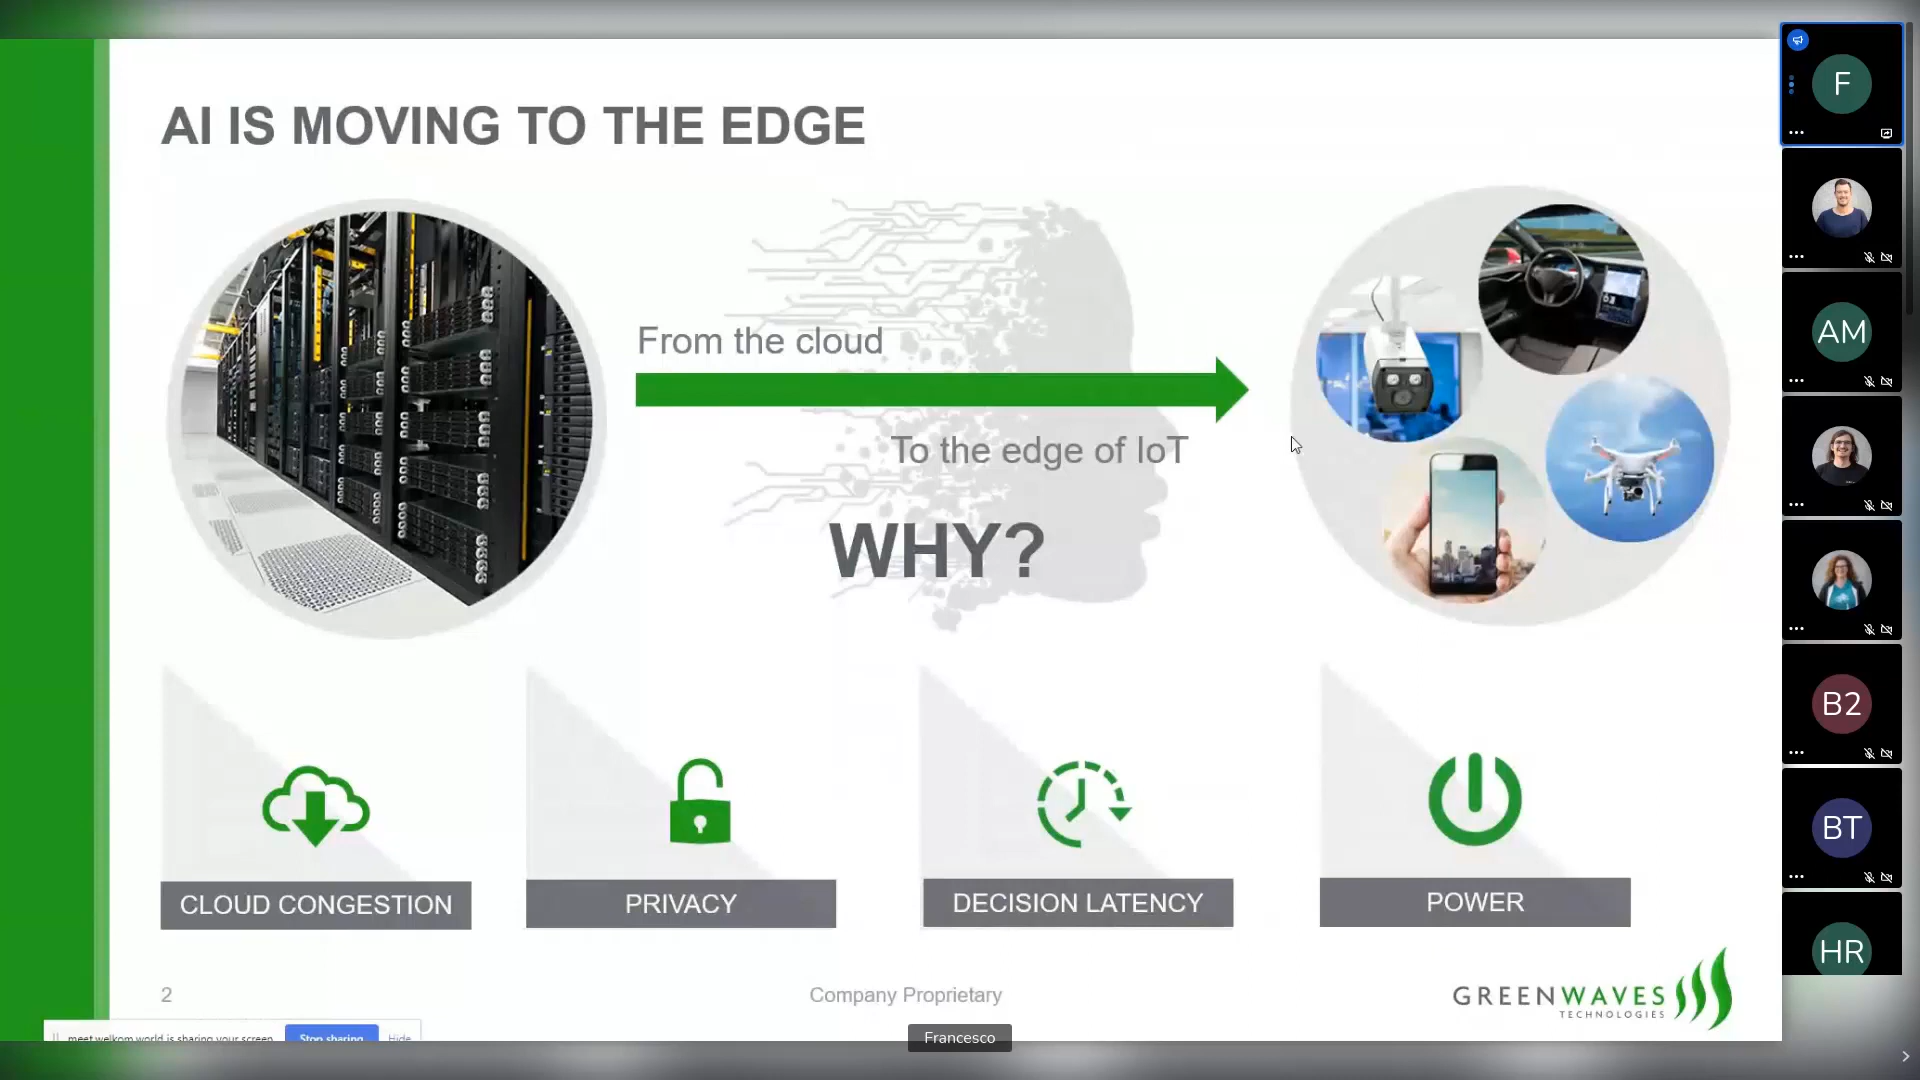 AI IS MOVING TO THE EDGE
From the cloud
To the edge of IoT
WHY?
CLOUD CONGESTION
PRIVACY
DECISION LATENCY
POWER
2
Company Proprietary
GREENWAVES
TECHNOLOGIES
meet.welkom.world is sharing your screen.
Stop sharing
Hide
Francesco
F
AM
B2
BT
HR